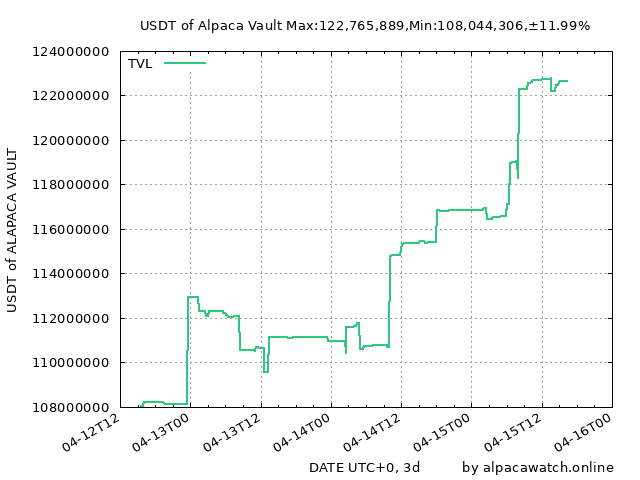 USDT of Alpaca Vault Max:122,765,889,Min:108,044,306,±11.99%
TVL
USDT of ALAPACA VAULT
124000000
122000000
120000000
118000000
116000000
114000000
112000000
110000000
108000000
04-12T12
04-13T00
04-13T12
04-14T00
04-14T12
04-15T00
04-15T12
04-16T00
DATE UTC+0, 3d
by alpacawatch.online